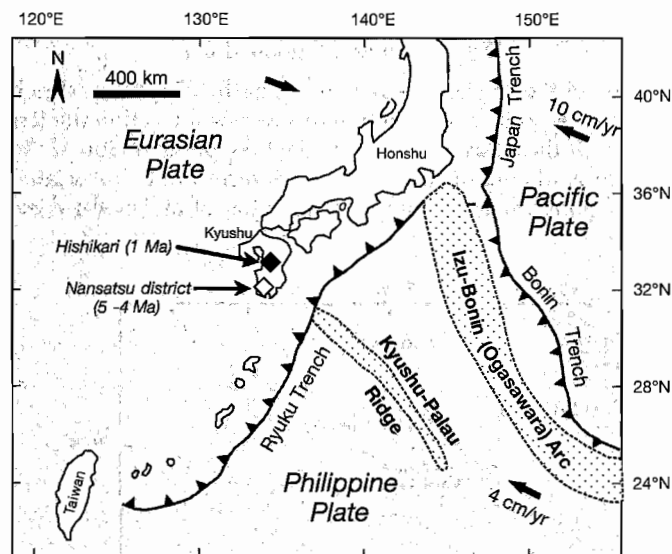 120°E
130°E
140°E
150°E
N
400 km
Eurasian
Plate
Honshu
Japan Trench
10 cm/yr
40°N
Pacific
Plate
36°N
Kyushu
Hishikari (1 Ma)
Nansatsu district
(5 -4 Ma)
Izu-Bonin (Ogasawara) Arc
Bonin
Trench
32°N
Kyushu-Palau
Ridge
Ryuku Trench
28°N
Taiwan
Philippine
Plate
4 cm/yr
24°N